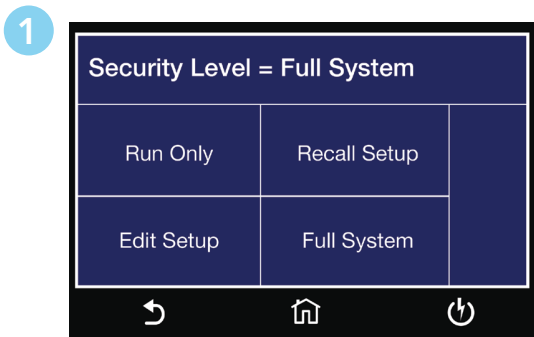 1
Security Level = Full System
Run Only
Recall Setup
Edit Setup
Full System